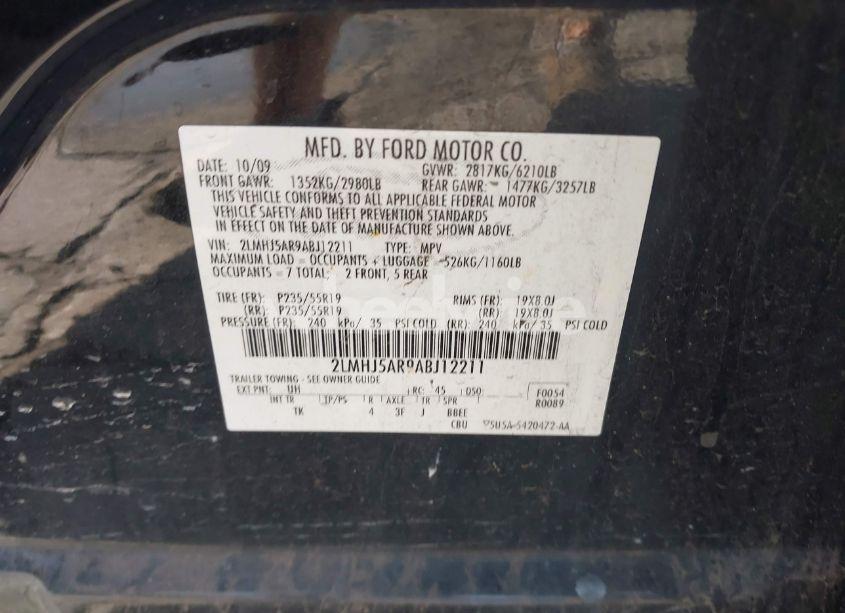 MFD. BY FORD MOTOR CO.
DATE: 10/09 GVWR: 2817KG/6210LB
FRONT GAWR: 1352KG/2980LB REAR GAWR: 1477KG/3257LB
THIS VEHICLE CONFORMS TO ALL APPLICABLE FEDERAL MOTOR
VEHICLE SAFETY AND THEFT PREVENTION STANDARDS
IN EFFECT ON THE DATE OF MANUFACTURE SHOWN ABOVE.
VIN: 2LMHJ5AR9ABJ12211 TYPE: MPV
MAXIMUM LOAD = OCCUPANTS + LUGGAGE = 526KG/1160LB
OCCUPANTS = 7 TOTAL: 2 FRONT, 5 REAR
TIRE (FR): P235/55R19 RIMS (FR): 19X8.0J
(RR): P235/55R19 (RR): 19X8.0J
PRESSURE (FR): 240 kPa/ 35 PSI COLD (RR): 240 kPa/ 35 PSI COLD
2LMHJ5AR9ABJ12211
TRAILER TOWING - SEE OWNER GUIDE
EXT PNT: UH RC: 45 DSO: F0054
INT TR TP/PS R AXLE TR SPR R0089
TK 4 3F J BBEE
CBU 5U5A-5420472-AA